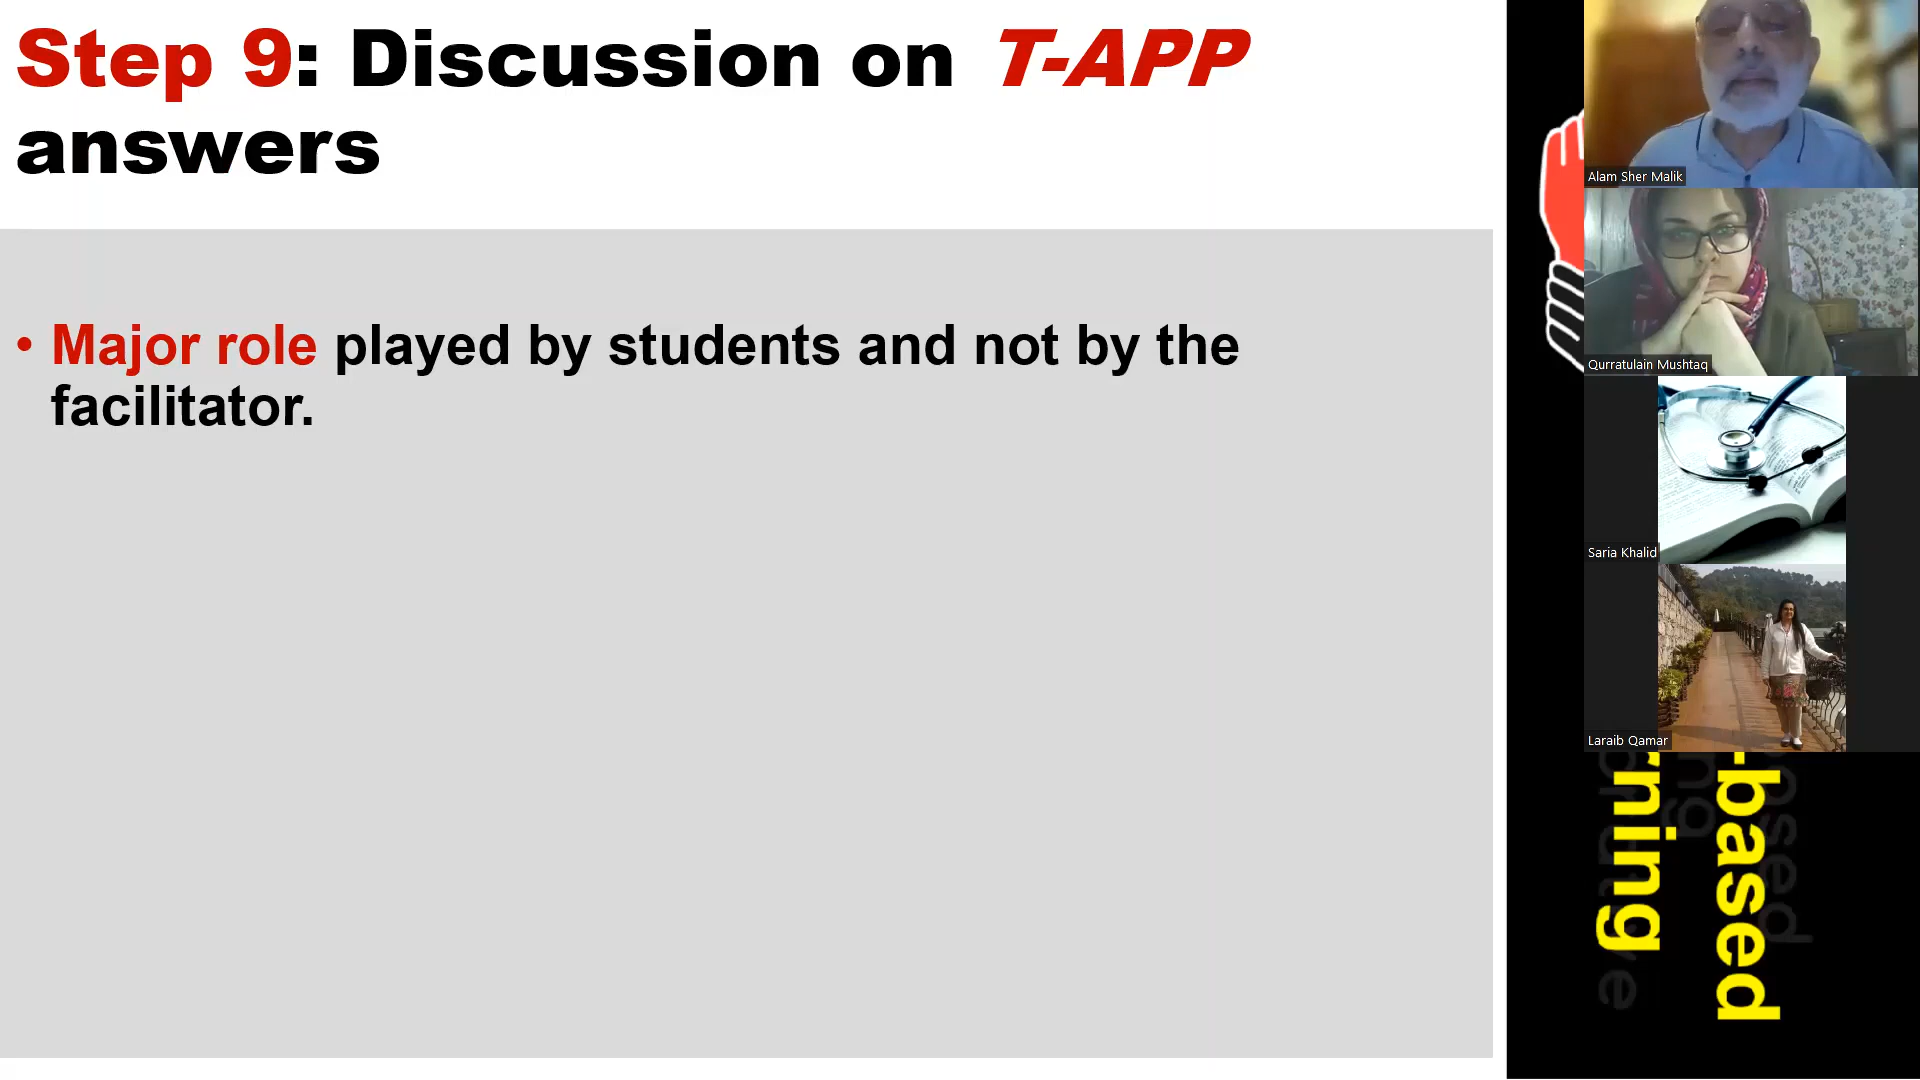 Step 9: Discussion on T-APP
answers
• Major role played by students and not by the
facilitator.
Alam Sher Malik
Qurratulain Mushtaq
Saria Khalid
Laraib Qamar
-based
rning